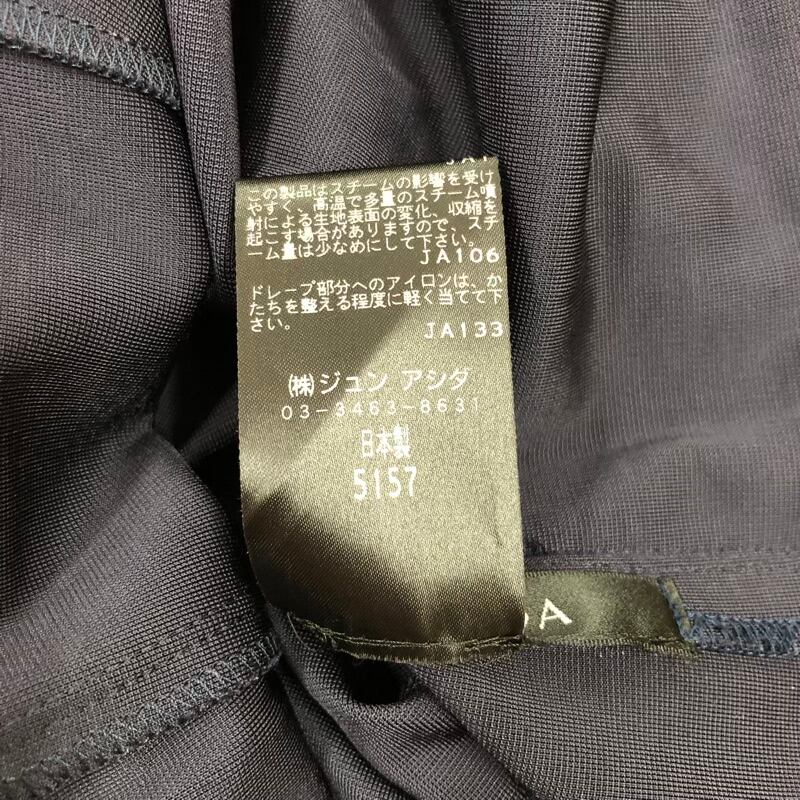 この製品はスチームの影響を受け
やすく、高温で多量のスチーム噴
射による生地表面の変化、収縮を
起こす場合がありますので、スチ
ーム量は少なめにして下さい。
JA106
ドレープ部分へのアイロンは、か
たちを整える程度に軽く当てて下
さい。
JA133
㈱ジュン アシダ
03-3463-8631
日本製
5157
DA